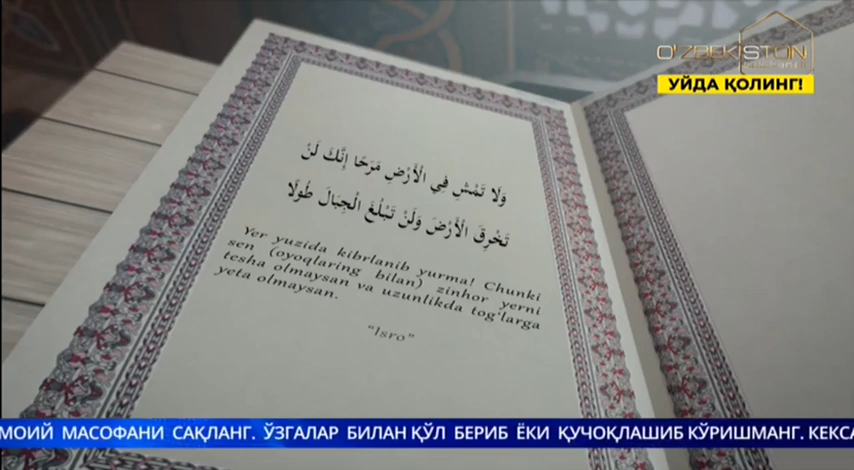 O'ZBEKISTON
УЙДА ҚОЛИНГ!
وَلَا تَمْشِ فِي الْأَرْضِ مَرَحًا إِنَّكَ لَنْ
تَخْرِقَ الْأَرْضَ وَلَنْ تَبْلُغَ الْجِبَالَ طُولًا
Yer yuzida kibrlanib yurma! Chunki
sen (oyoqlaring bilan) zinhor yerni
tesha olmaysan va uzunlikda tog'larga
yeta olmaysan.
"Isro"
МОИЙ МАСОФАНИ САҚЛАНГ. ЎЗГАЛАР БИЛАН ҚЎЛ БЕРИБ ЁКИ ҚУЧОҚЛАШИБ КЎРИШМАНГ. КЕКСА